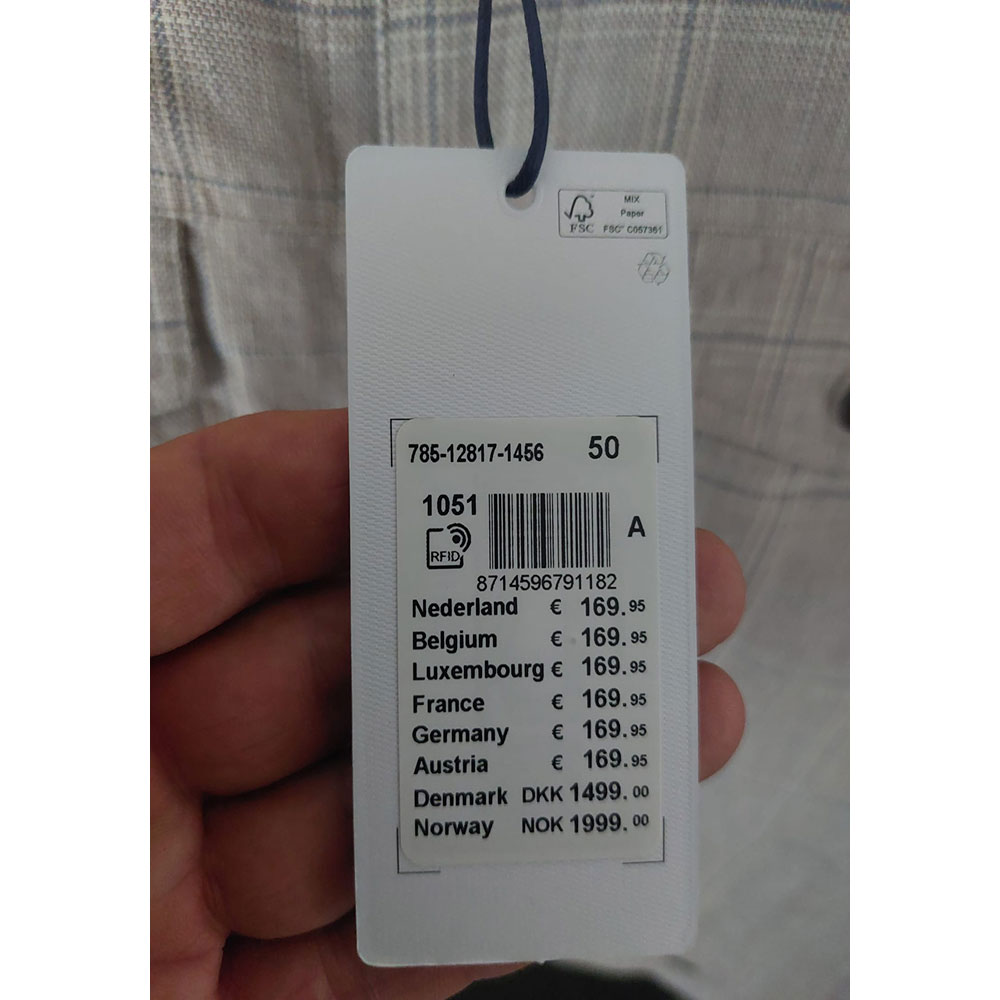 MIX
Paper
FSC™ C057361
FSC
785-12817-1456 50
1051
A
RFID
8714596791182
Nederland € 169.95
Belgium € 169.95
Luxembourg € 169.95
France € 169.95
Germany € 169.95
Austria € 169.95
Denmark DKK 1499.00
Norway NOK 1999.00